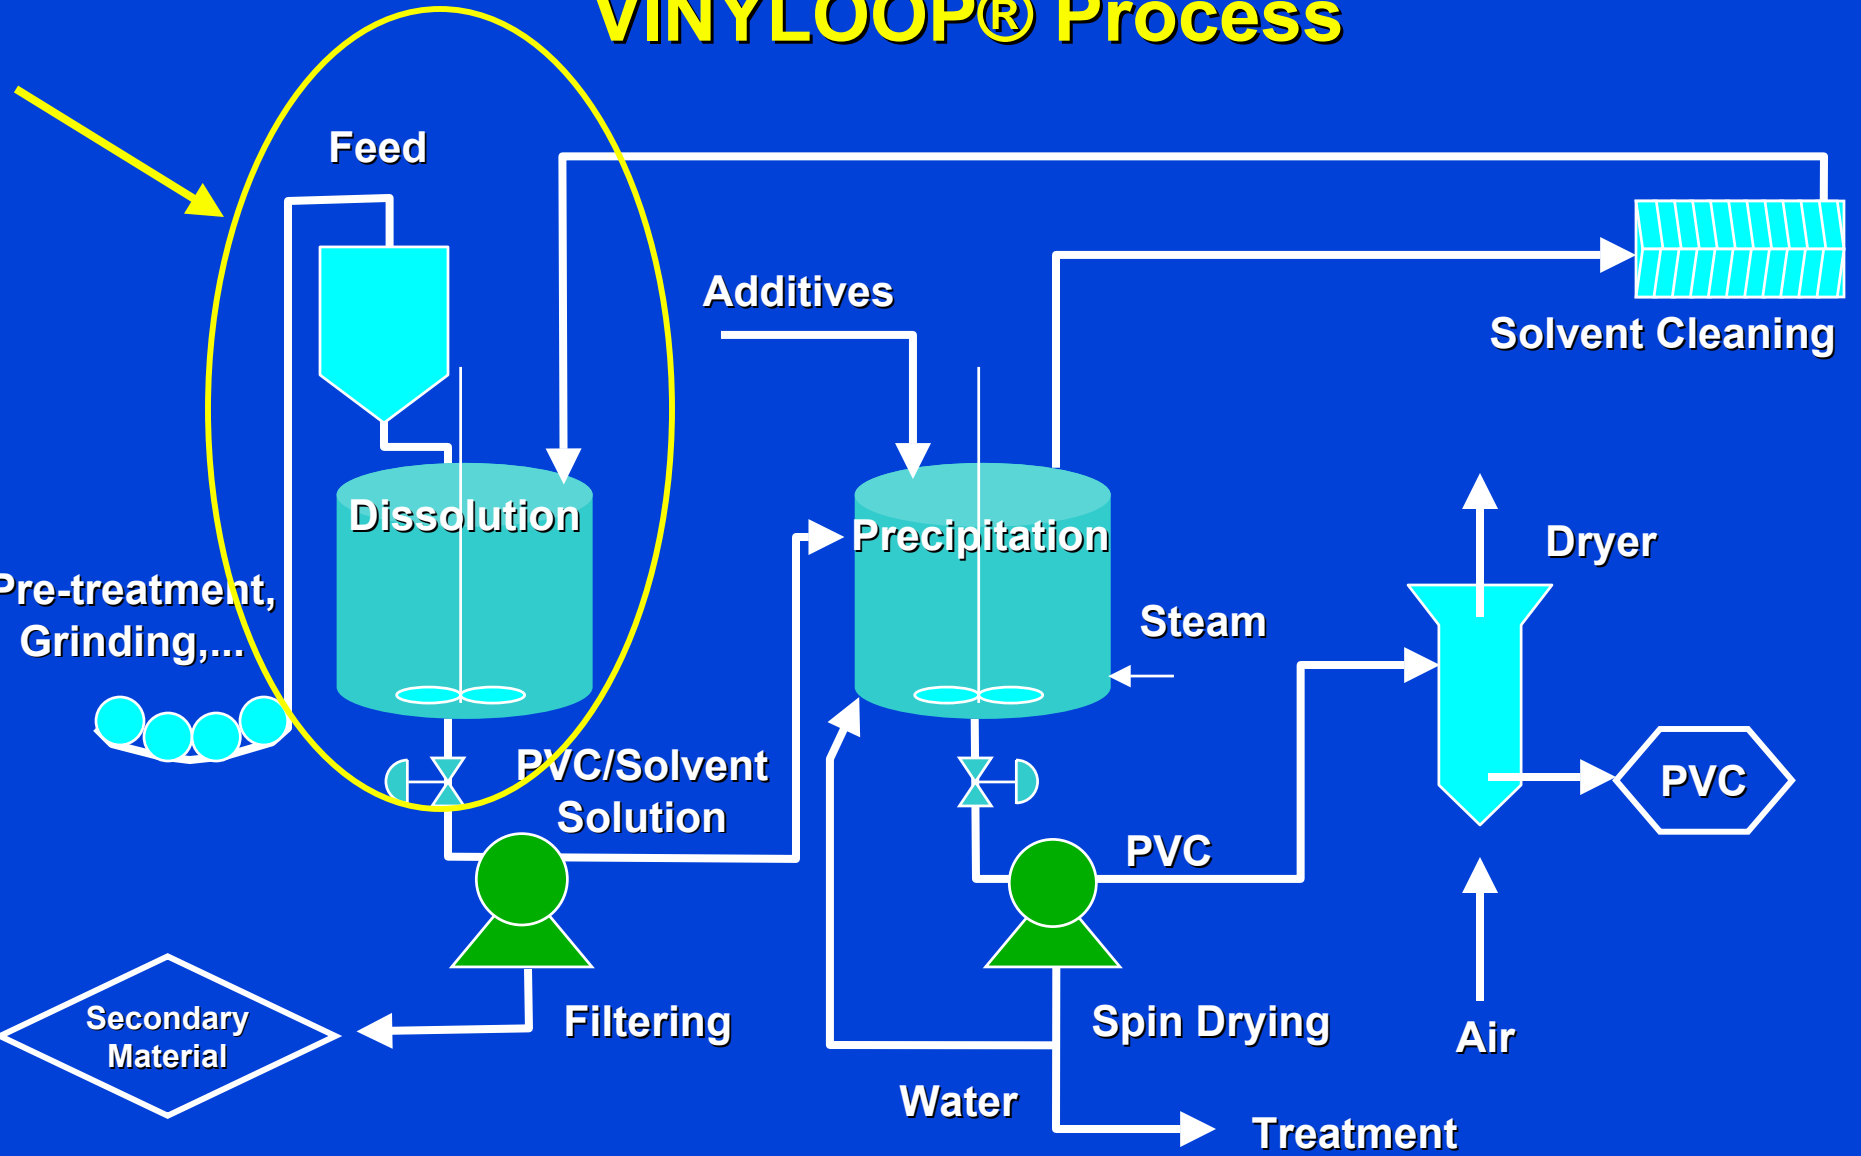 VINYLOOP® Process
Feed
Additives
Solvent Cleaning
Dissolution
Precipitation
Dryer
Pre-treatment,
Grinding,...
Steam
PVC/Solvent
Solution
PVC
PVC
Secondary
Material
Filtering
Spin Drying
Air
Water
Treatment